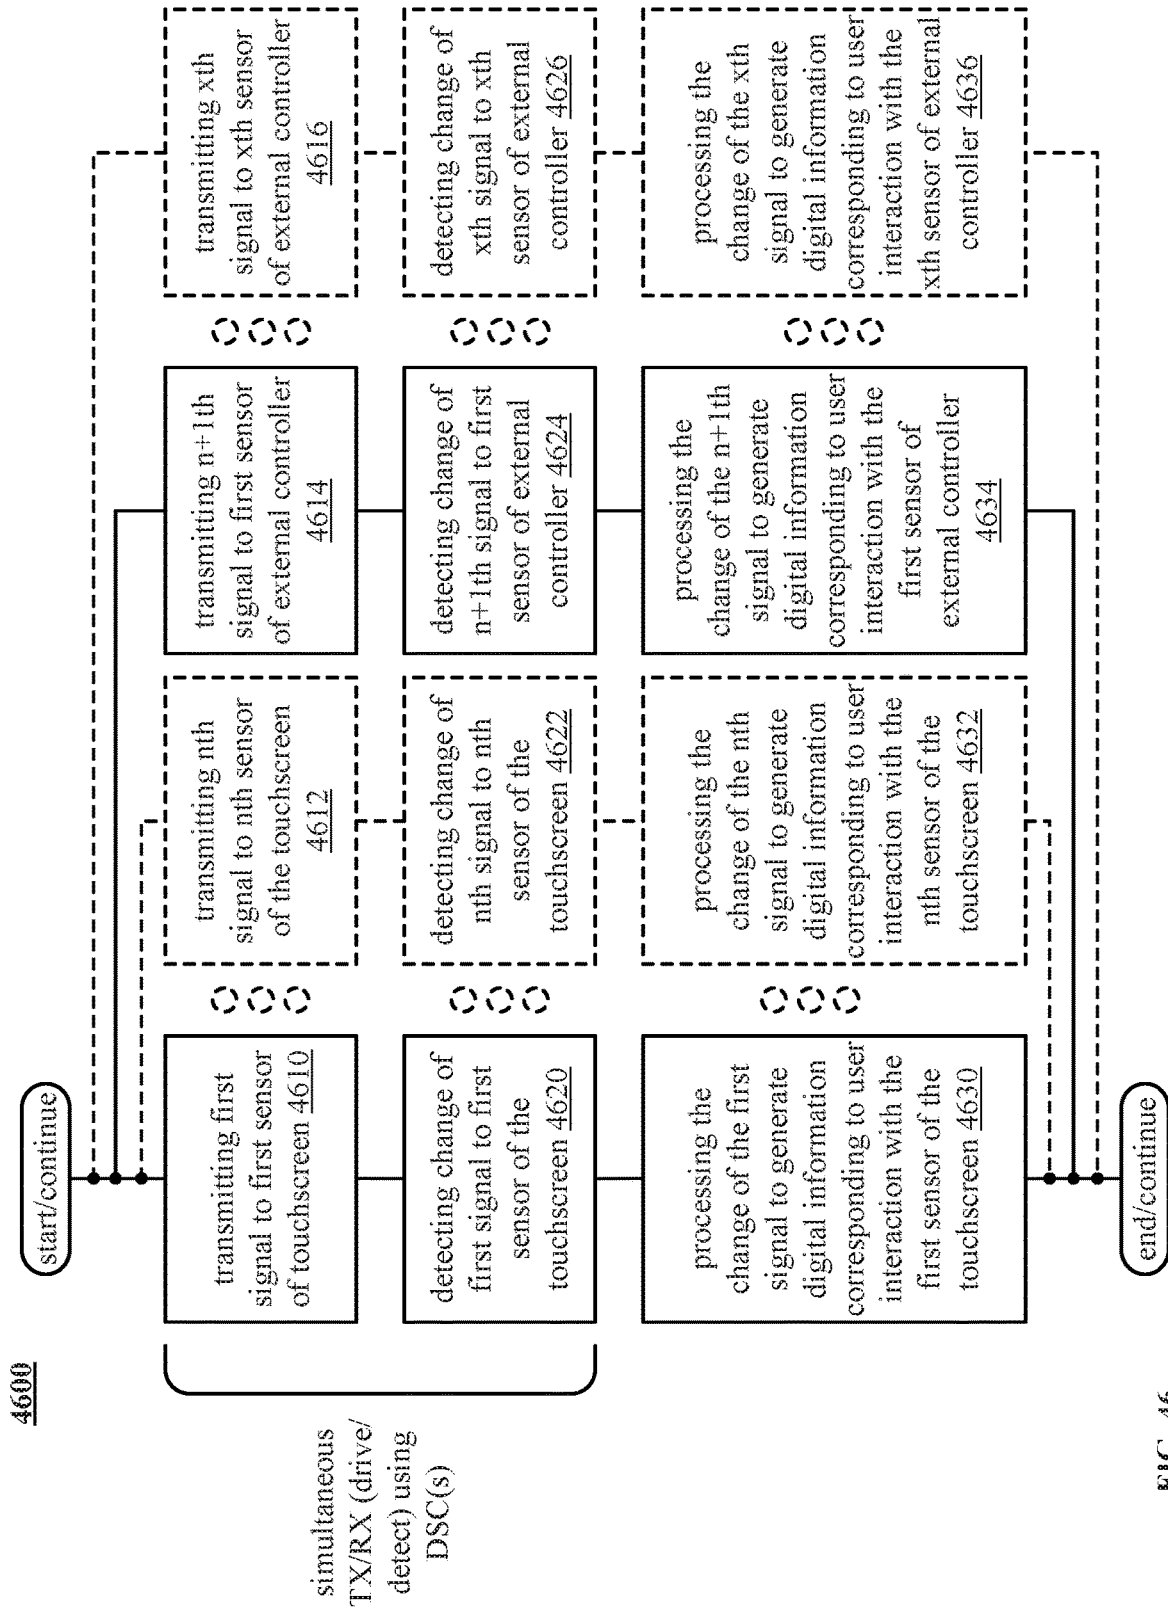 4600
start/continue
simultaneous
TX/RX (drive/
detect) using
DSC(s)
transmitting first
signal to first sensor
of touchscreen 4610
detecting change of
first signal to first
sensor of the
touchscreen 4620
processing the
change of the first
signal to generate
digital information
corresponding to user
interaction with the
first sensor of the
touchscreen 4630
transmitting nth
signal to nth sensor
of the touchscreen
4612
detecting change of
nth signal to nth
sensor of the
touchscreen 4622
processing the
change of the nth
signal to generate
digital information
corresponding to user
interaction with the
nth sensor of the
touchscreen 4632
transmitting n+1th
signal to first sensor
of external controller
4614
detecting change of
n+1th signal to first
sensor of external
controller 4624
processing the
change of the n+1th
signal to generate
digital information
corresponding to user
interaction with the
first sensor of
external controller
4634
transmitting xth
signal to xth sensor
of external controller
4616
detecting change of
xth signal to xth
sensor of external
controller 4626
processing the
change of the xth
signal to generate
digital information
corresponding to user
interaction with the
xth sensor of external
controller 4636
end/continue
FIG. 46